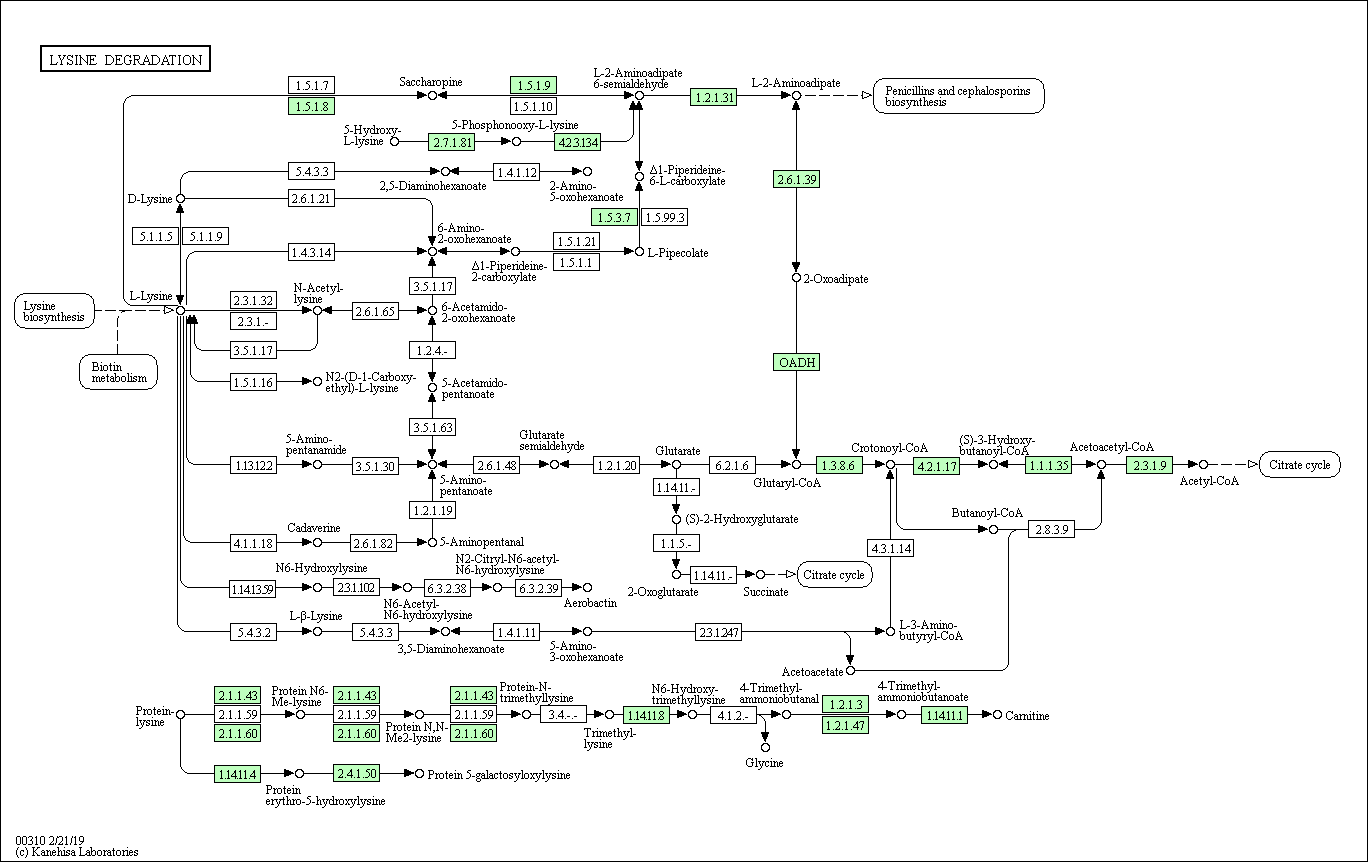 LYSINE DEGRADATION
1.5.1.7
1.5.1.8
Saccharopine
1.5.1.9
1.5.1.10
L-2-Aminoadipate
6-semialdehyde
1.2.1.31
L-2-Aminoadipate
Penicillins and cephalosporins
biosynthesis
5-Hydroxy-
L-lysine
2.7.1.81
5-Phosphonooxy-L-lysine
4.2.3.134
5.4.3.3
2,5-Diaminohexanoate
1.4.1.12
2-Amino-
5-oxohexanoate
Δ1-Piperideine-
6-L-carboxylate
2.6.1.39
D-Lysine
2.6.1.21
1.5.3.7
1.5.99.3
5.1.1.5
5.1.1.9
6-Amino-
2-oxohexanoate
1.4.3.14
1.5.1.21
1.5.1.1
L-Pipecolate
Δ1-Piperideine-
2-carboxylate
2-Oxoadipate
3.5.1.17
L-Lysine
Lysine
biosynthesis
2.3.1.32
2.3.1.-
N-Acetyl-
lysine
2.6.1.65
6-Acetamido-
2-oxohexanoate
3.5.1.17
1.2.4.-
OADH
Biotin
metabolism
1.5.1.16
N2-(D-1-Carboxy-
ethyl)-L-lysine
5-Acetamido-
pentanoate
3.5.1.63
5-Amino-
pentanamide
1.13.12.2
3.5.1.30
5-Amino-
pentanoate
2.6.1.48
Glutarate
semialdehyde
1.2.1.20
Glutarate
6.2.1.6
Glutaryl-CoA
1.3.8.6
Crotonoyl-CoA
4.2.1.17
(S)-3-Hydroxy-
butanoyl-CoA
1.1.1.35
Acetoacetyl-CoA
2.3.1.9
Acetyl-CoA
Citrate cycle
1.14.11.-
1.2.1.19
(S)-2-Hydroxyglutarate
Butanoyl-CoA
2.8.3.9
Cadaverine
4.1.1.18
2.6.1.82
5-Aminopentanal
1.1.5.-
4.3.1.14
N6-Hydroxylysine
1.14.13.59
2.3.1.102
N6-Acetyl-
N6-hydroxylysine
6.3.2.38
N2-Citryl-N6-acetyl-
N6-hydroxylysine
6.3.2.39
Aerobactin
2-Oxoglutarate
1.14.11.-
Succinate
Citrate cycle
L-β-Lysine
5.4.3.2
5.4.3.3
3,5-Diaminohexanoate
1.4.1.11
5-Amino-
3-oxohexanoate
2.3.1.247
L-3-Amino-
butyryl-CoA
Acetoacetate
Protein-
lysine
2.1.1.43
2.1.1.59
2.1.1.60
Protein N6-
Me-lysine
2.1.1.43
2.1.1.59
2.1.1.60
Protein N,N-
Me2-lysine
2.1.1.43
2.1.1.59
2.1.1.60
Protein-N-
trimethyllysine
3.4.-.-
Trimethyl-
lysine
1.14.11.8
N6-Hydroxy-
trimethyllysine
4.1.2.-
Glycine
4-Trimethyl-
ammoniobutanal
1.2.1.3
1.2.1.47
4-Trimethyl-
ammoniobutanoate
1.14.11.1
Carnitine
1.14.11.4
Protein
erythro-5-hydroxylysine
2.4.1.50
Protein 5-galactosyloxylysine
00310 2/21/19
(c) Kanehisa Laboratories